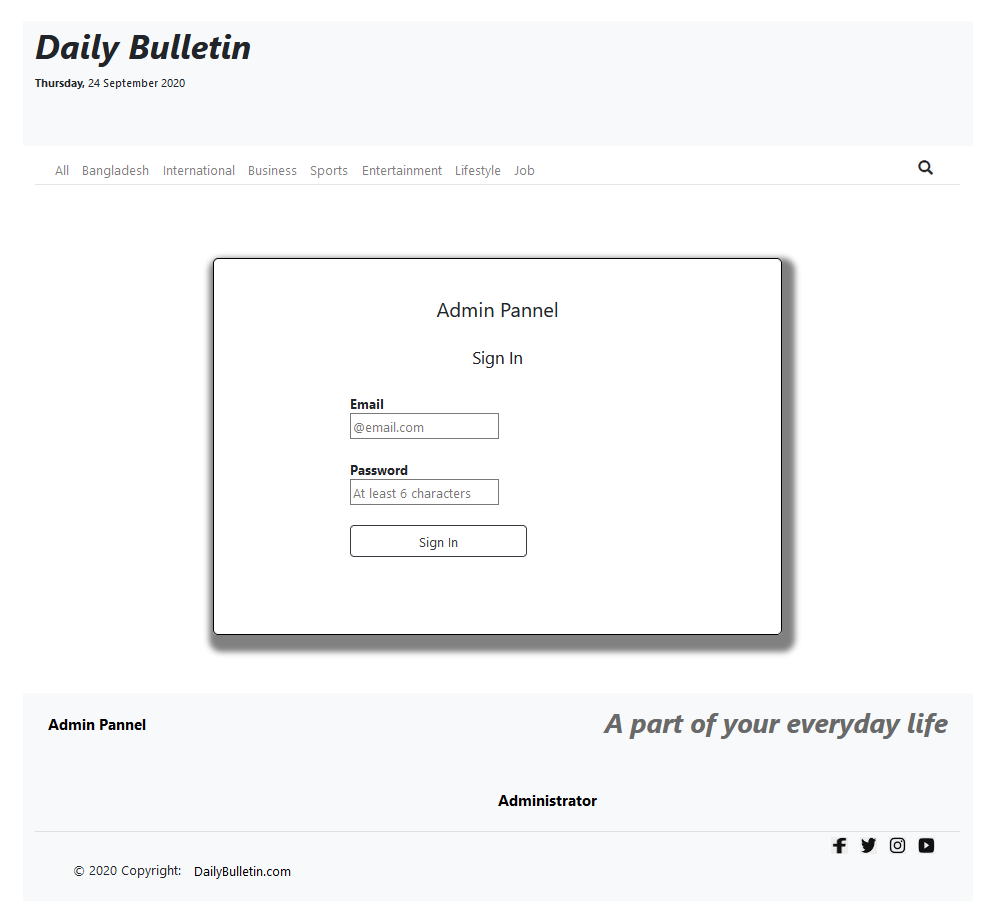 Daily Bulletin
Thursday, 24 September 2020
All Bangladesh International Business Sports Entertainment Lifestyle Job
Admin Pannel
Sign In
Email
@email.com
Password
At least 6 characters
Sign In
Admin Pannel
A part of your everyday life
Administrator
© 2020 Copyright: DailyBulletin.com